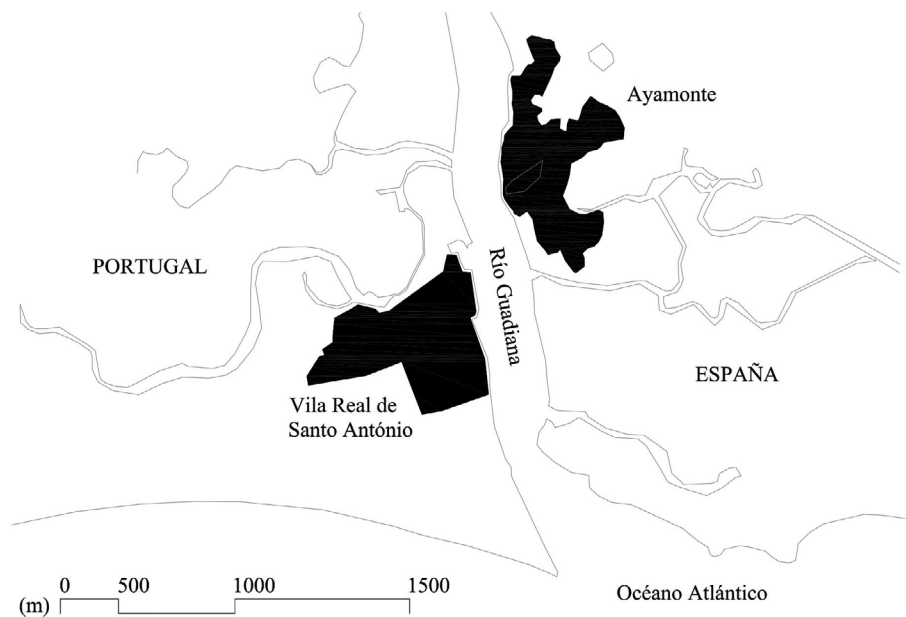 Ayamonte
PORTUGAL
Río Guadiana
ESPAÑA
Vila Real de
Santo António
Océano Atlántico
0 500 1000 1500
(m)